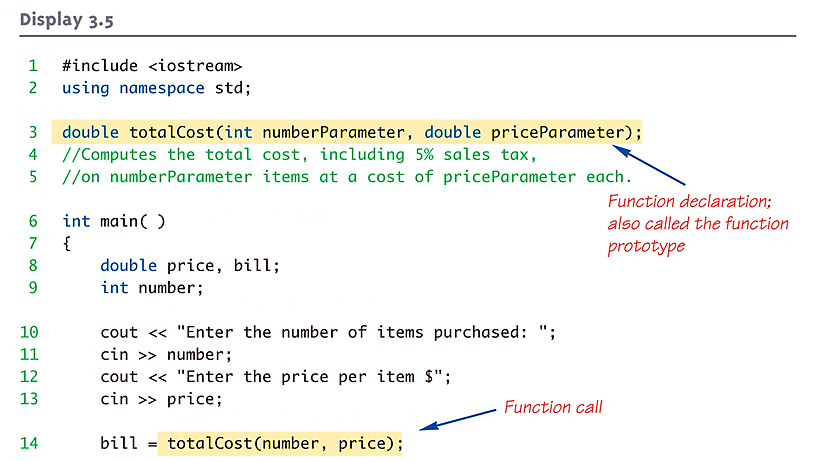 Display 3.5
1 #include <iostream>
2 using namespace std;
3 double totalCost(int numberParameter, double priceParameter);
4 //Computes the total cost, including 5% sales tax,
5 //on numberParameter items at a cost of priceParameter each.
Function declaration;
also called the function
prototype
6 int main( )
7 {
8     double price, bill;
9     int number;
10     cout << "Enter the number of items purchased: ";
11     cin >> number;
12     cout << "Enter the price per item $";
13     cin >> price;
Function call
14     bill = totalCost(number, price);